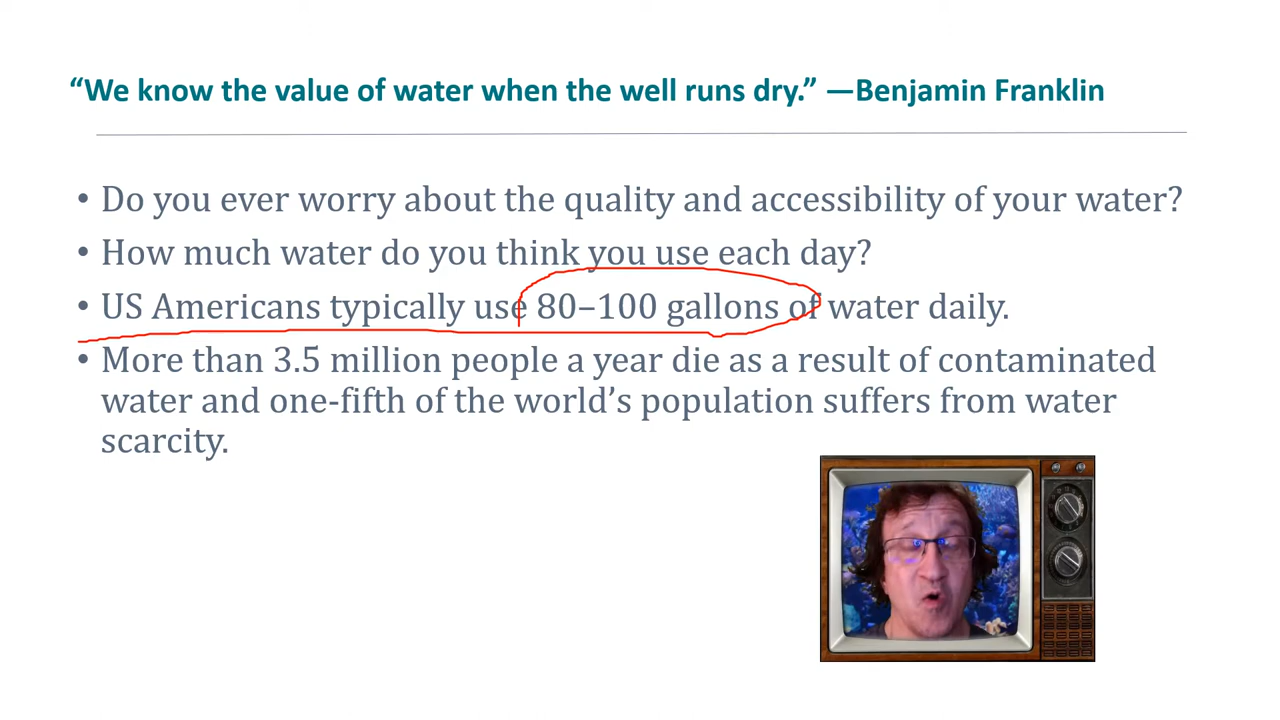 “We know the value of water when the well runs dry.” —Benjamin Franklin
• Do you ever worry about the quality and accessibility of your water?
• How much water do you think you use each day?
• US Americans typically use 80–100 gallons of water daily.
• More than 3.5 million people a year die as a result of contaminated
water and one-fifth of the world’s population suffers from water
scarcity.